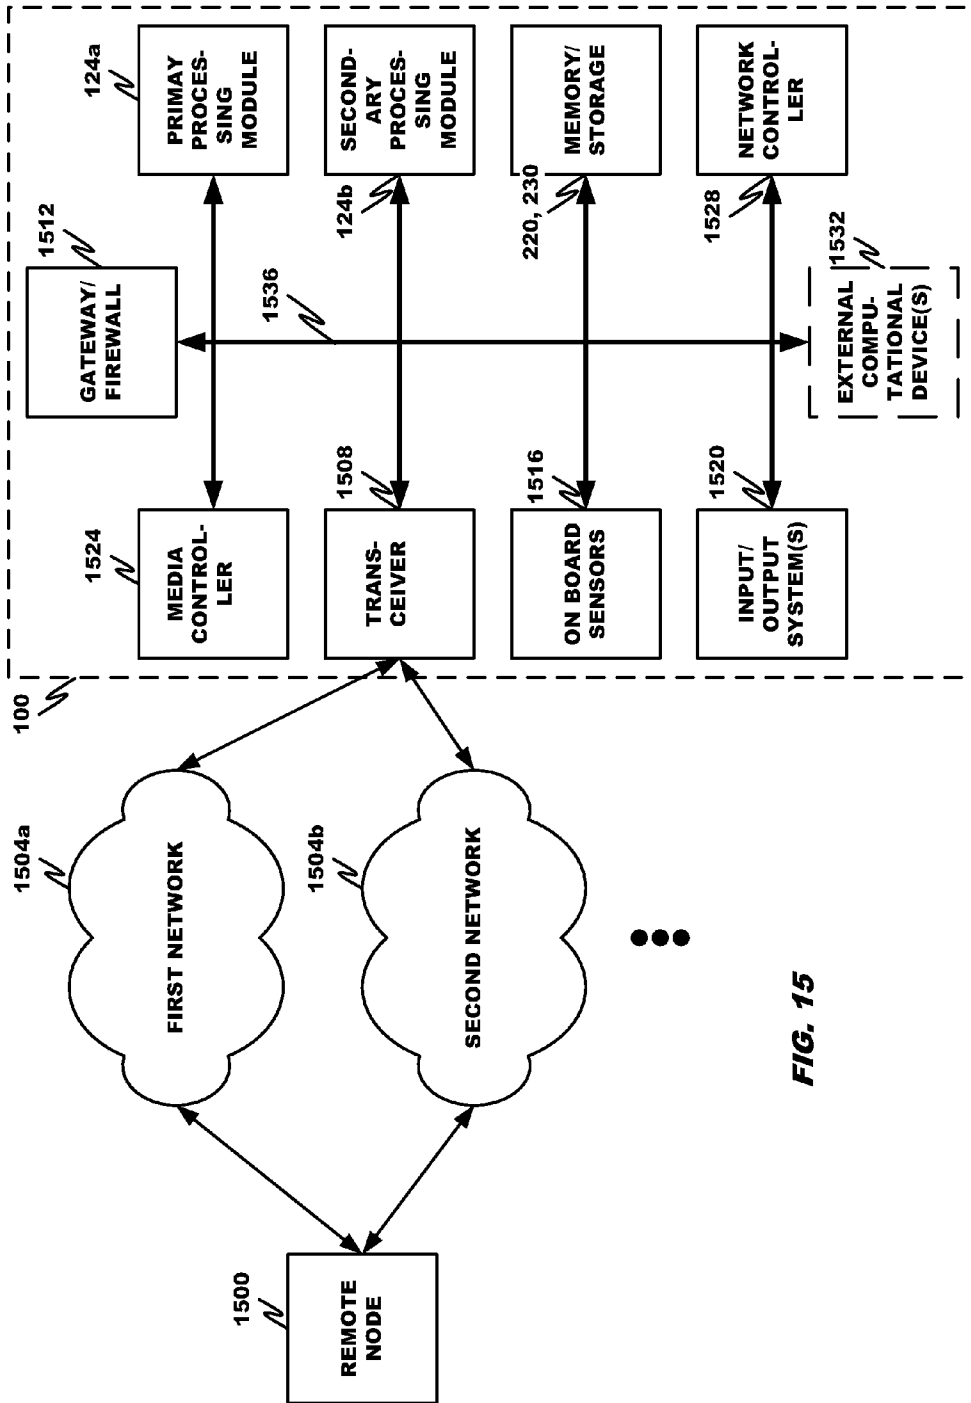 1500
REMOTE
NODE
1504a
FIRST NETWORK
1504b
SECOND NETWORK
100
1524
MEDIA
CONTROL-
LER
1512
GATEWAY/
FIREWALL
124a
PRIMAY
PROCES-
SING
MODULE
1508
TRANS-
CEIVER
1536
124b
SECOND-
ARY
PROCES-
SING
MODULE
1516
ON BOARD
SENSORS
220, 230
MEMORY/
STORAGE
1520
INPUT/
OUTPUT
SYSTEM(S)
1528
NETWORK
CONTROL-
LER
1532
EXTERNAL
COMPU-
TATIONAL
DEVICE(S)
FIG. 15